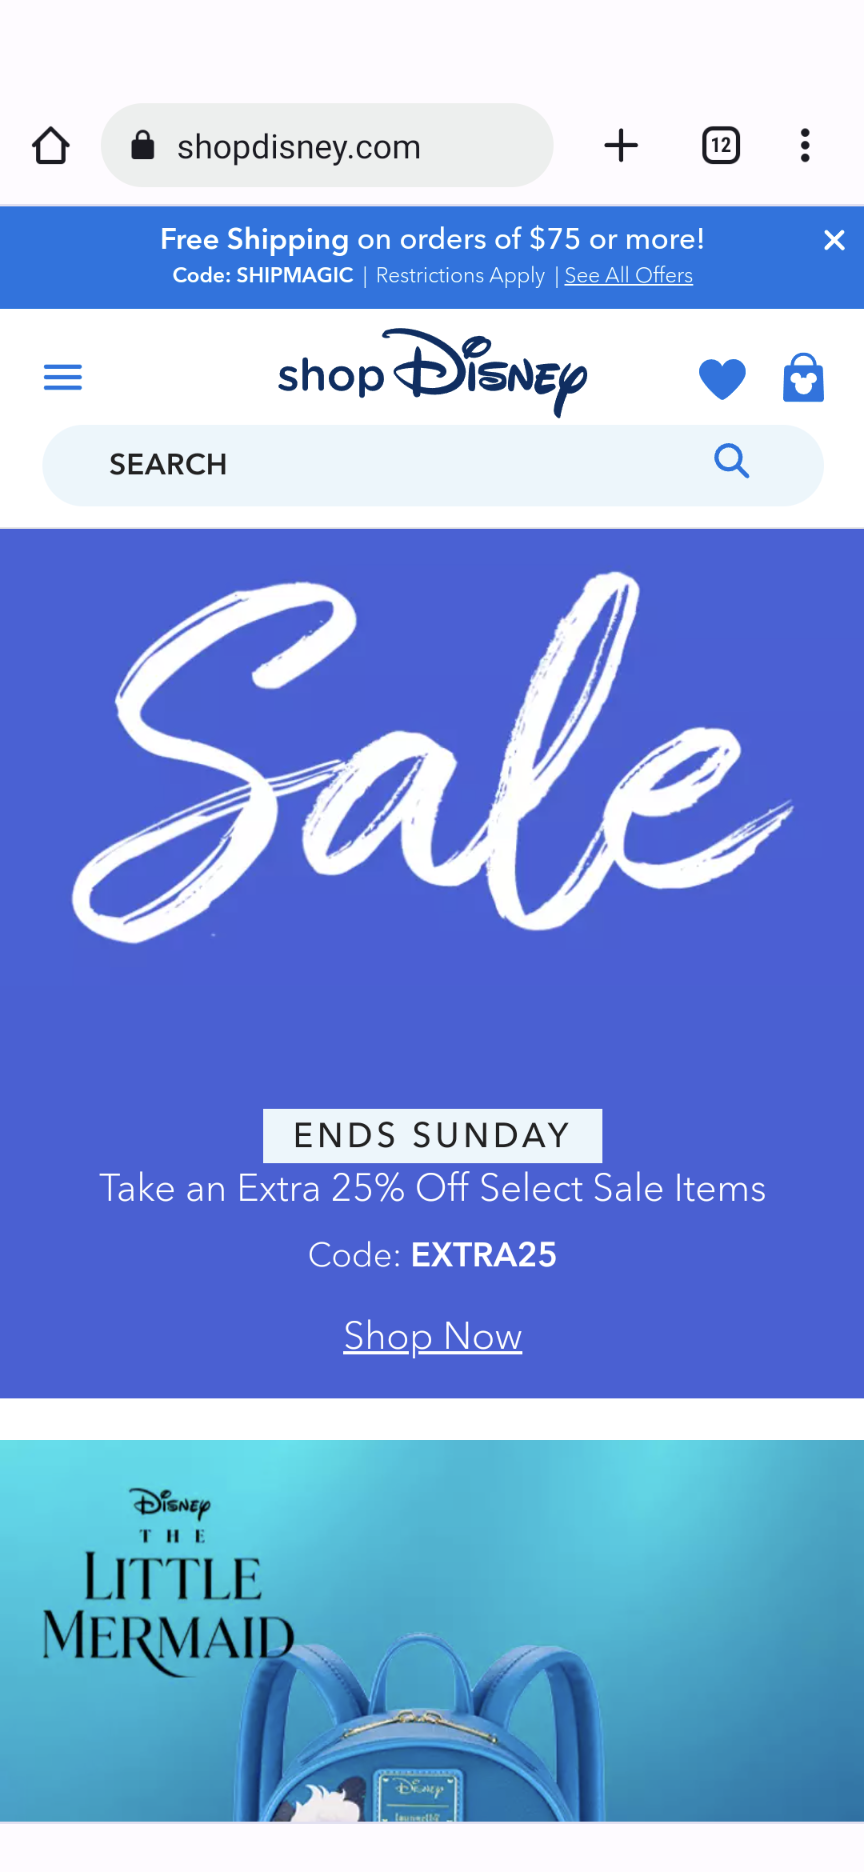 shopdisney.com
12
Free Shipping on orders of $75 or more!
Code: SHIPMAGIC | Restrictions Apply | See All Offers
shop Disney
SEARCH
Sale
ENDS SUNDAY
Take an Extra 25% Off Select Sale Items
Code: EXTRA25
Shop Now
Disney
THE
LITTLE
MERMAID
Disney